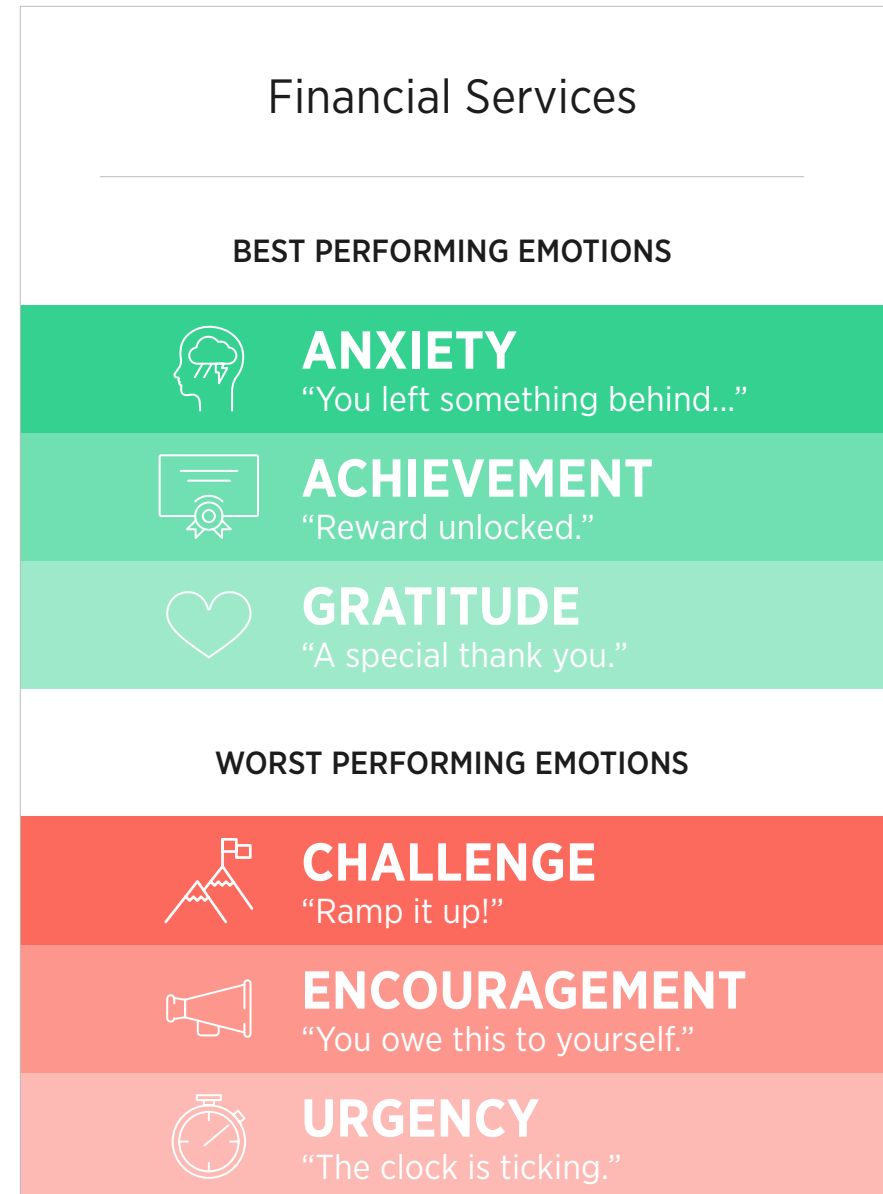 Financial Services
BEST PERFORMING EMOTIONS
ANXIETY
“You left something behind...”
ACHIEVEMENT
“Reward unlocked.”
GRATITUDE
“A special thank you.”
WORST PERFORMING EMOTIONS
CHALLENGE
“Ramp it up!”
ENCOURAGEMENT
“You owe this to yourself.”
URGENCY
“The clock is ticking.”